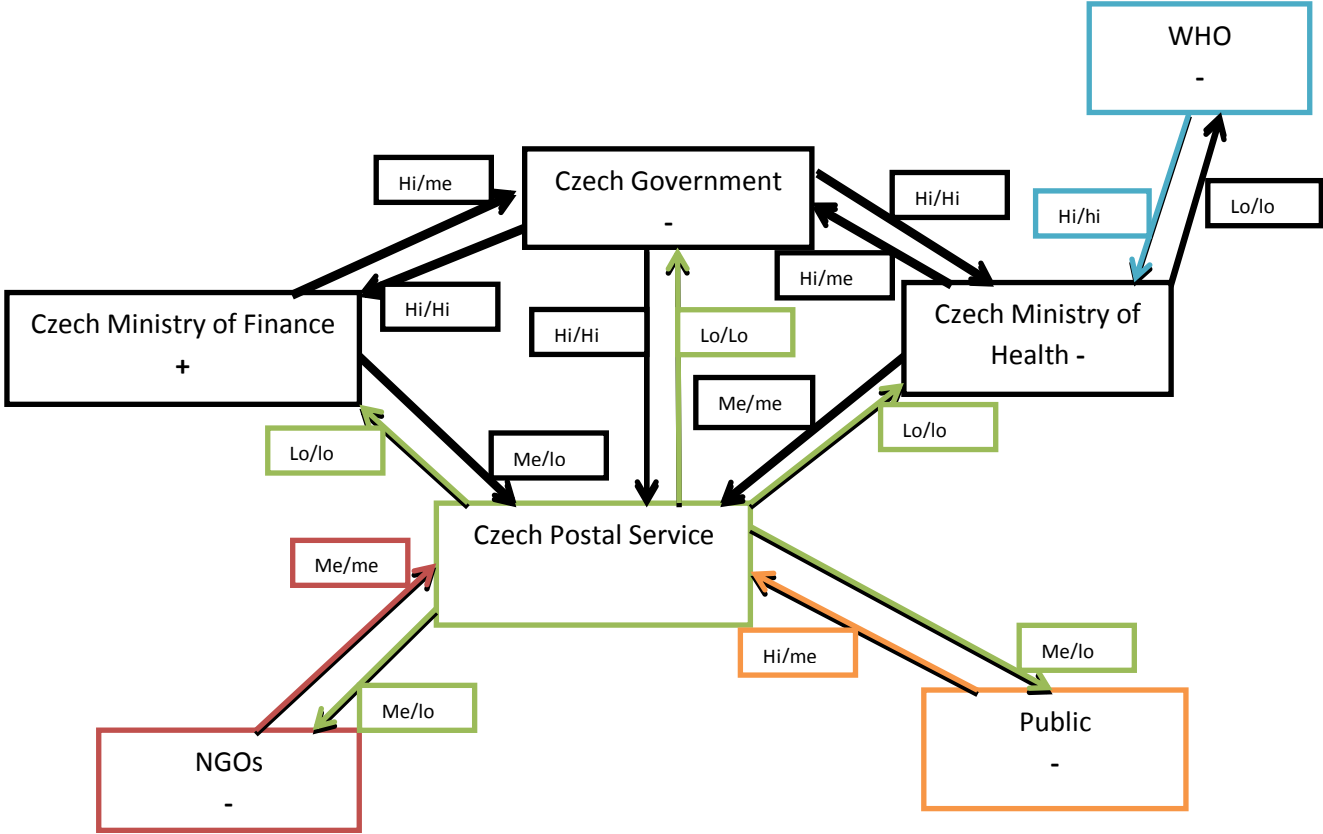 WHO
-
Hi/me
Czech Government
-
Hi/Hi
Hi/hi
Lo/lo
Hi/me
Hi/Hi
Czech Ministry of Finance
+
Hi/Hi
Lo/Lo
Czech Ministry of
Health -
Me/me
Lo/lo
Lo/lo
Me/lo
Czech Postal Service
Me/me
Hi/me
Me/lo
Me/lo
NGOs
-
Public
-